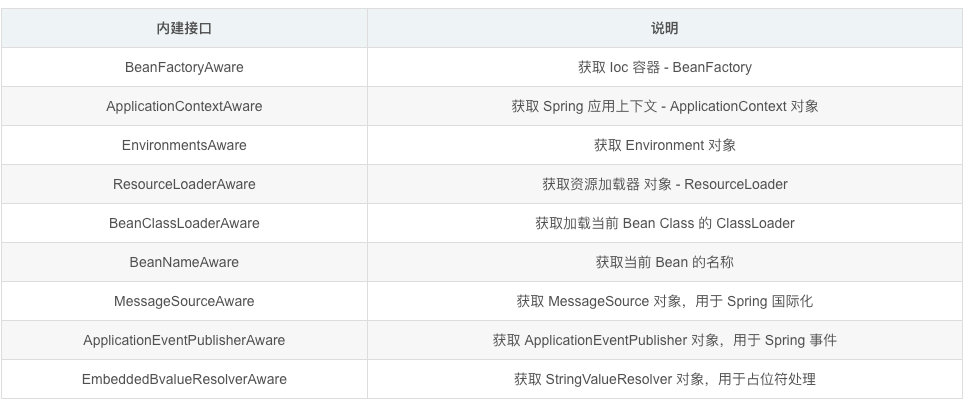 内建接口 说明
BeanFactoryAware 获取 Ioc 容器 - BeanFactory
ApplicationContextAware 获取 Spring 应用上下文 - ApplicationContext 对象
EnvironmentsAware 获取 Environment 对象
ResourceLoaderAware 获取资源加载器 对象 - ResourceLoader
BeanClassLoaderAware 获取加载当前 Bean Class 的 ClassLoader
BeanNameAware 获取当前 Bean 的名称
MessageSourceAware 获取 MessageSource 对象，用于 Spring 国际化
ApplicationEventPublisherAware 获取 ApplicationEventPublisher 对象，用于 Spring 事件
EmbeddedBvalueResolverAware 获取 StringValueResolver 对象，用于占位符处理